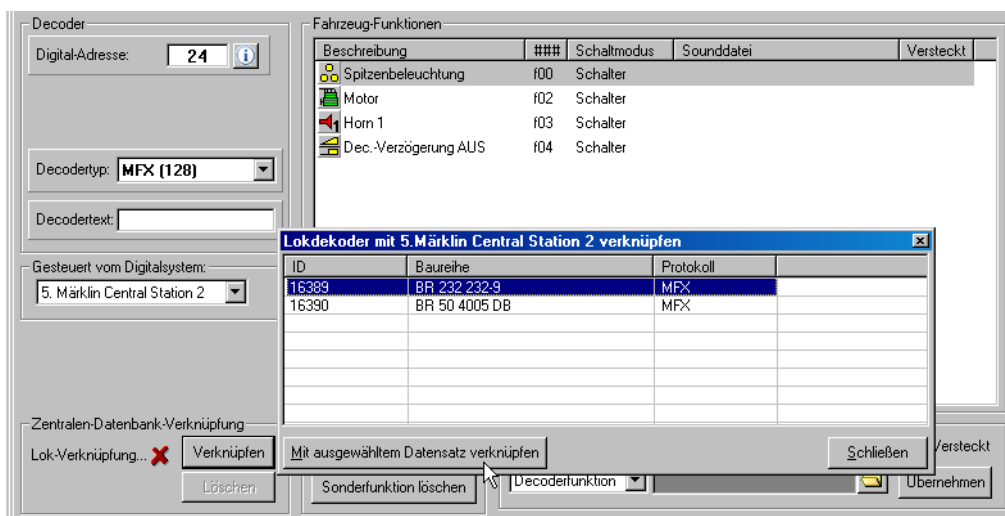 Decoder
Digital-Adresse: 24
Decodertyp: MFX (128)
Decodertext:
Gesteuert vom Digitalsystem:
5. Märklin Central Station 2
Zentralen-Datenbank-Verknüpfung
Lok-Verknüpfung... Verknüpfen
Löschen
Fahrzeug-Funktionen
Beschreibung ### Schaltmodus Sounddatei Versteckt
Spitzenbeleuchtung f00 Schalter
Motor f02 Schalter
1 Horn 1 f03 Schalter
Dec.-Verzögerung AUS f04 Schalter
Lokdekoder mit 5.Märklin Central Station 2 verknüpfen
ID Baureihe Protokoll
16389 BR 232 232-9 MFX
16390 BR 50 4005 DB MFX
Mit ausgewähltem Datensatz verknüpfen Schließen
Versteckt
Sonderfunktion löschen Decoderfunktion Übernehmen